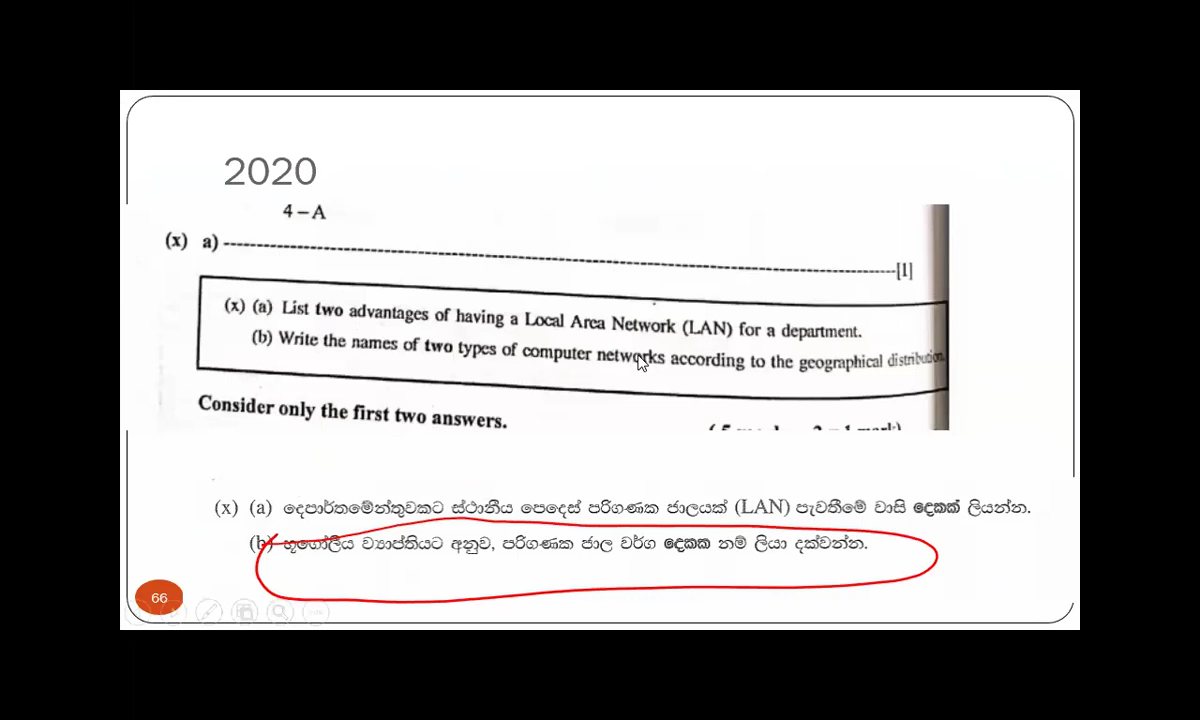 2020
4 – A
(x) a) ---------------------------------------------------------------[1]
(x) (a) List two advantages of having a Local Area Network (LAN) for a department.
(b) Write the names of two types of computer networks according to the geographical distribution.
Consider only the first two answers.
(x) (a) දෙපාර්තමේන්තුවකට ස්ථානීය පෙදෙස් පරිගණක ජාලයක් (LAN) පැවතීමේ වාසි දෙකක් ලියන්න.
(b) භූගෝලීය ව්‍යාප්තියට අනුව, පරිගණක ජාල වර්ග දෙකක නම් ලියා දක්වන්න.
66